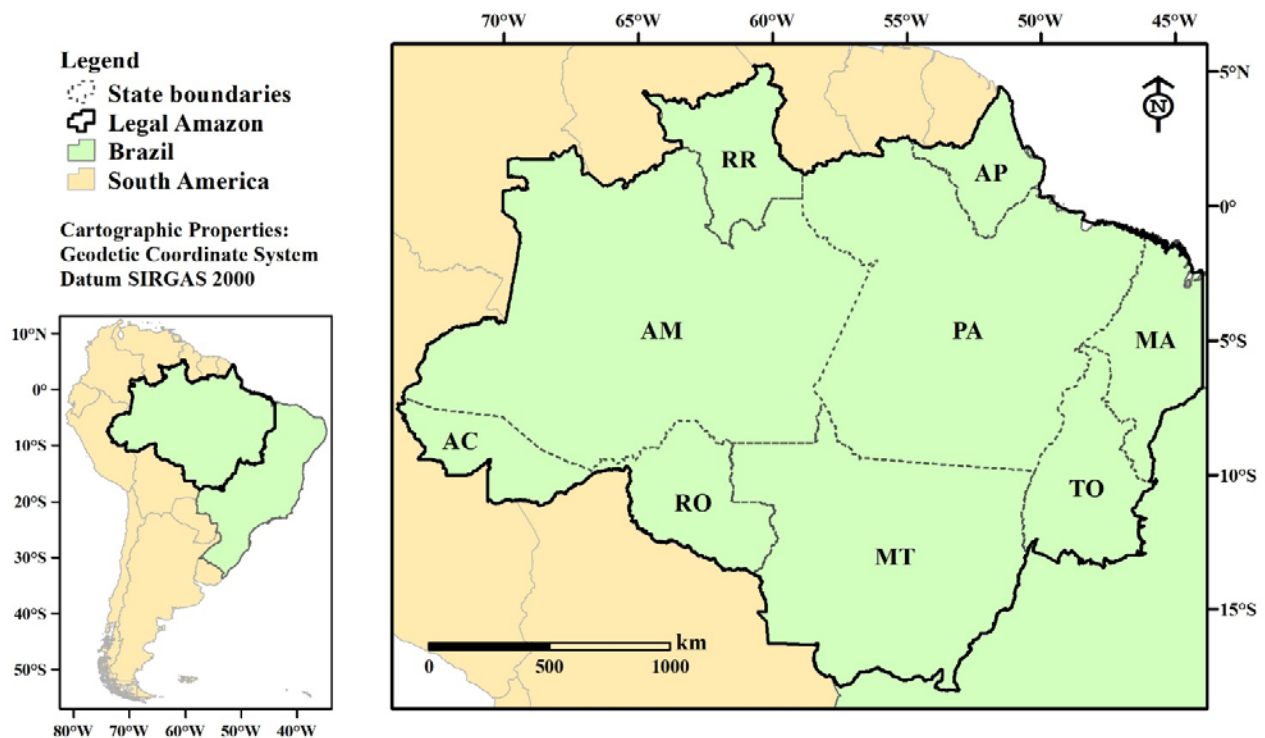 Legend
State boundaries
Legal Amazon
Brazil
South America
Cartographic Properties:
Geodetic Coordinate System
Datum SIRGAS 2000
10°N
0°
10°S
20°S
30°S
40°S
50°S
80°W 70°W 60°W 50°W 40°W
70°W 65°W 60°W 55°W 50°W 45°W
N
5°N
0°
5°S
10°S
15°S
RR
AP
AM
PA
MA
AC
RO
TO
MT
km
0 500 1000